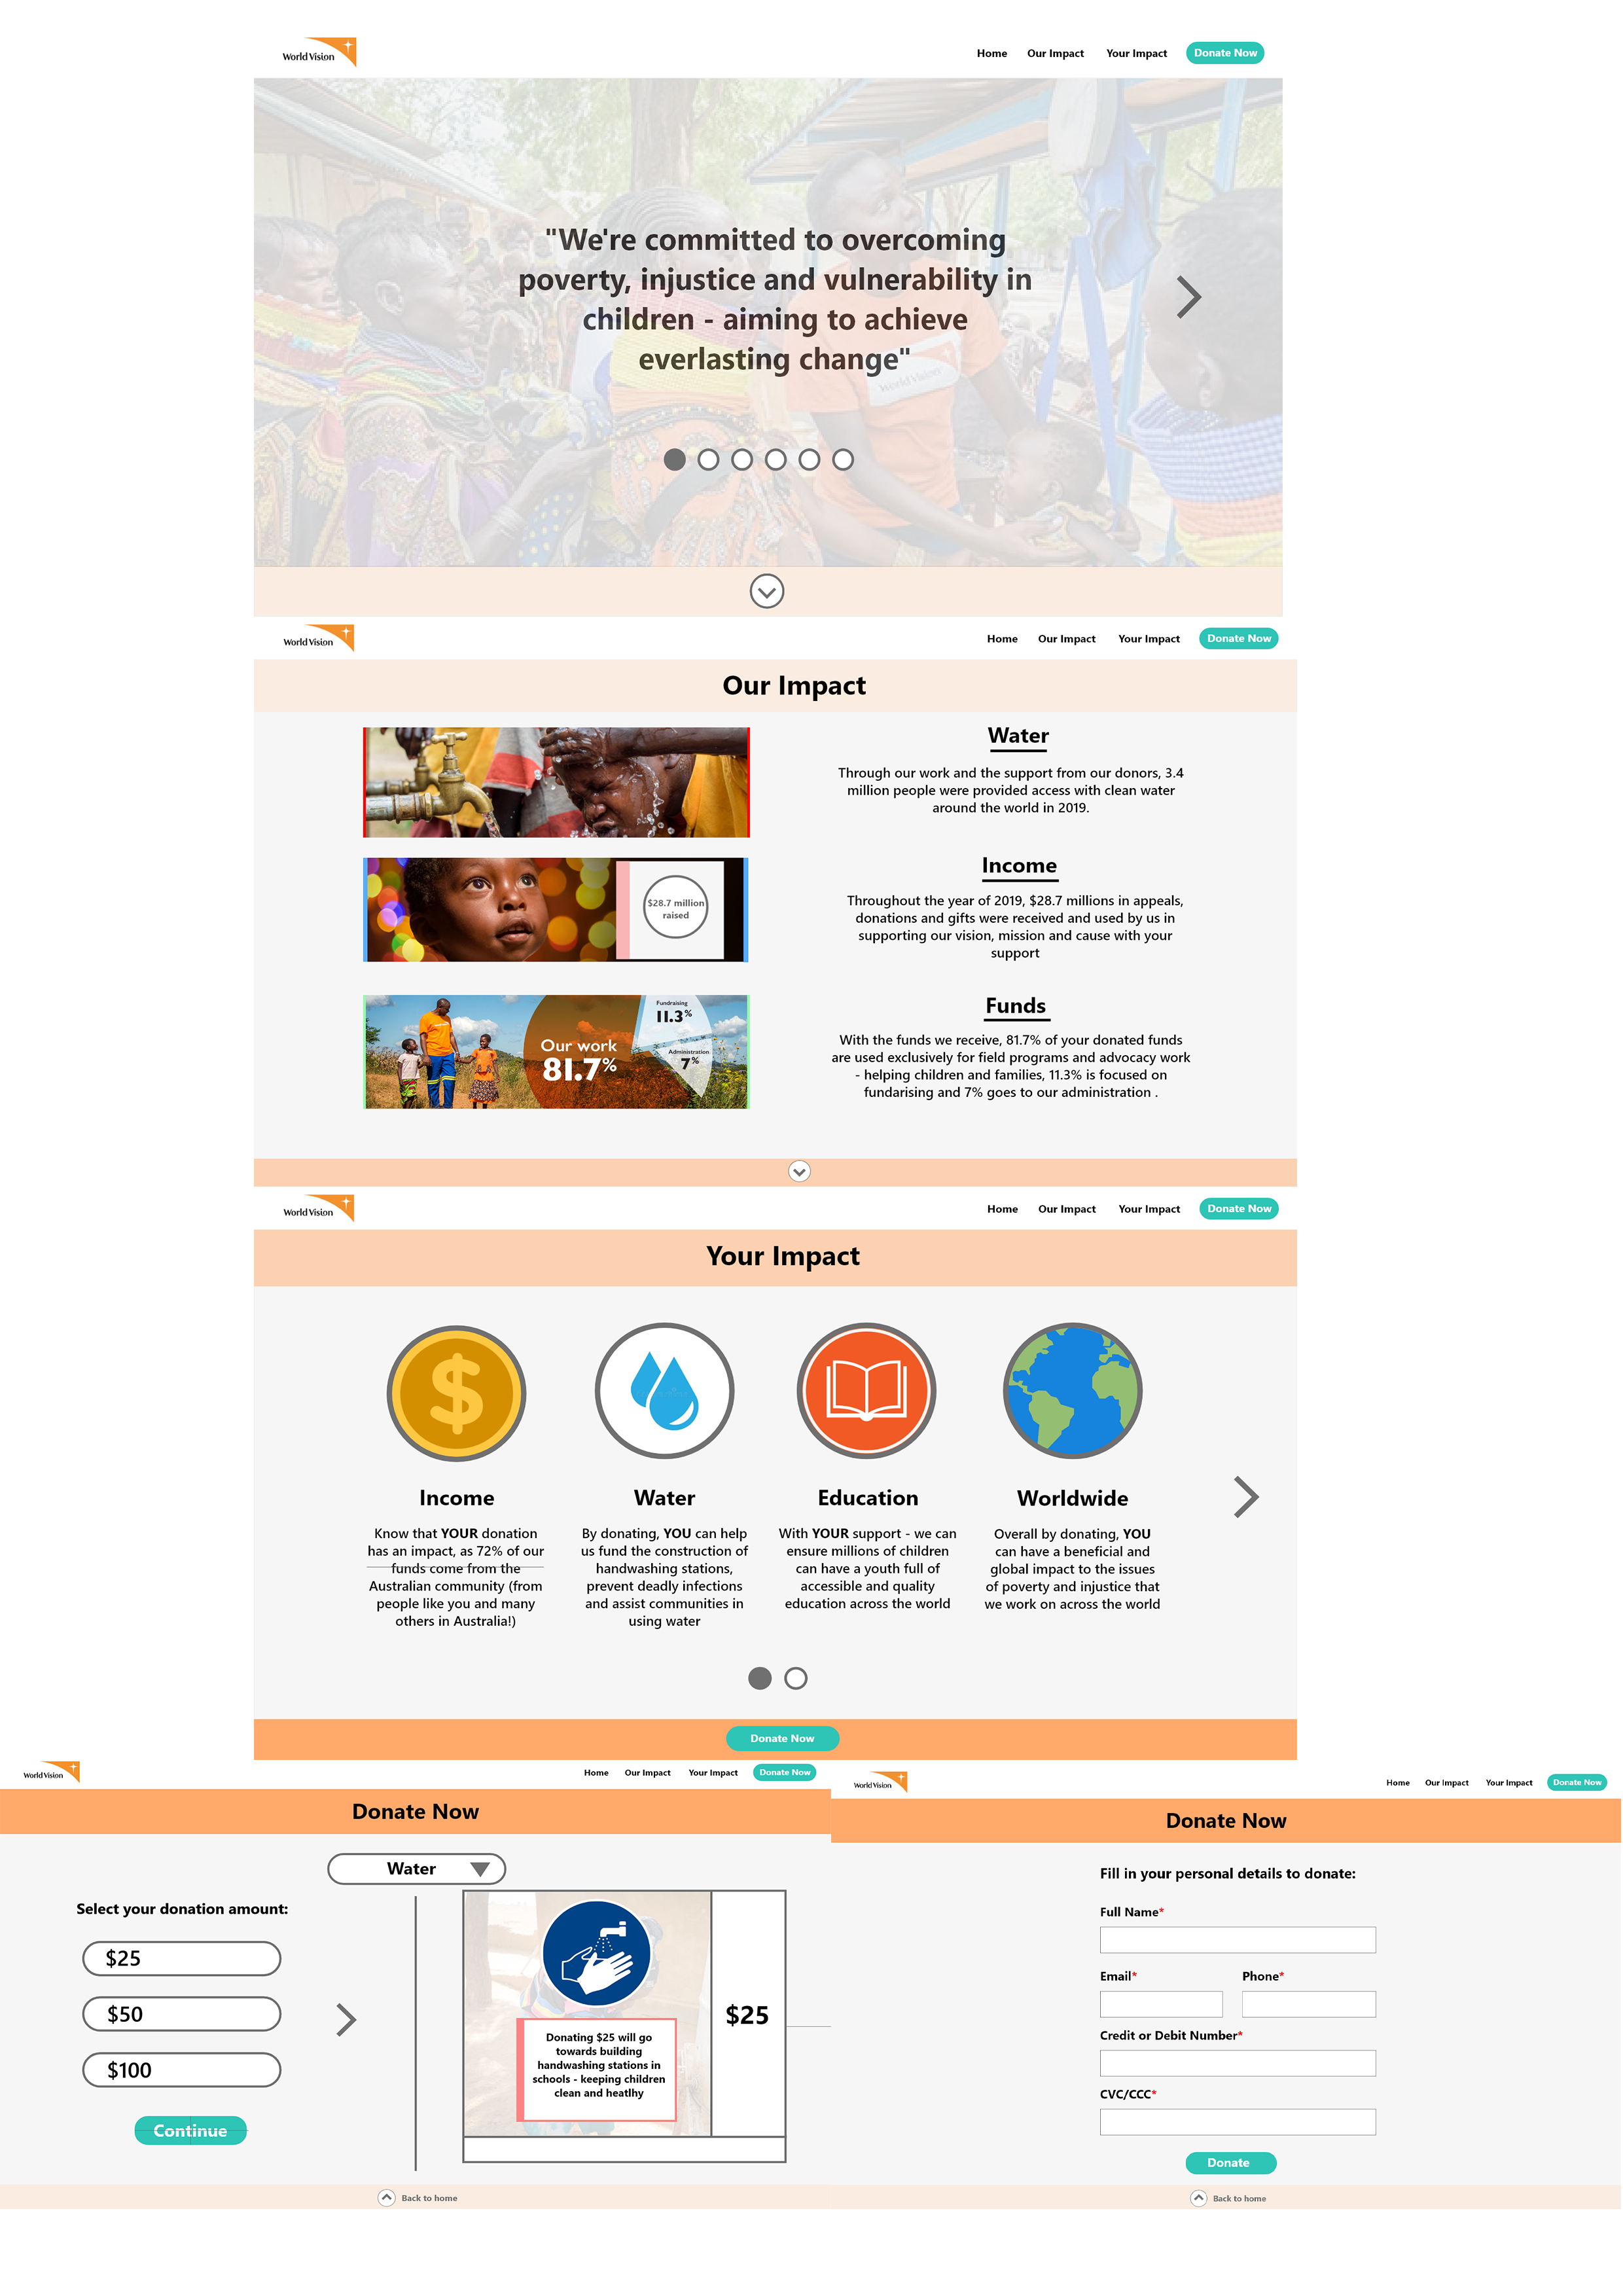 World Vision
Home Our Impact Your Impact Donate Now
"We're committed to overcoming
poverty, injustice and vulnerability in
children - aiming to achieve
everlasting change"
World Vision
World Vision
Home Our Impact Your Impact Donate Now
Our Impact
Water
Through our work and the support from our donors, 3.4
million people were provided access with clean water
around the world in 2019.
$28.7 million
raised
Income
Throughout the year of 2019, $28.7 millions in appeals,
donations and gifts were received and used by us in
supporting our vision, mission and cause with your
support
Our work
81.7%
Fundraising
11.3%
Administration
7%
Funds
With the funds we receive, 81.7% of your donated funds
are used exclusively for field programs and advocacy work
- helping children and families, 11.3% is focused on
fundarising and 7% goes to our administration .
World Vision
Home Our Impact Your Impact Donate Now
Your Impact
Income
Know that YOUR donation
has an impact, as 72% of our
funds come from the
Australian community (from
people like you and many
others in Australia!)
Water
By donating, YOU can help
us fund the construction of
handwashing stations,
prevent deadly infections
and assist communities in
using water
Education
With YOUR support - we can
ensure millions of children
can have a youth full of
accessible and quality
education across the world
Worldwide
Overall by donating, YOU
can have a beneficial and
global impact to the issues
of poverty and injustice that
we work on across the world
Donate Now
World Vision
Home Our Impact Your Impact Donate Now
Donate Now
Water
Select your donation amount:
$25
$50
$100
Continue
Donating $25 will go
towards building
handwashing stations in
schools - keeping children
clean and heatlhy
$25
Back to home
World Vision
Home Our Impact Your Impact Donate Now
Donate Now
Fill in your personal details to donate:
Full Name*
Email* Phone*
Credit or Debit Number*
CVC/CCC*
Donate
Back to home